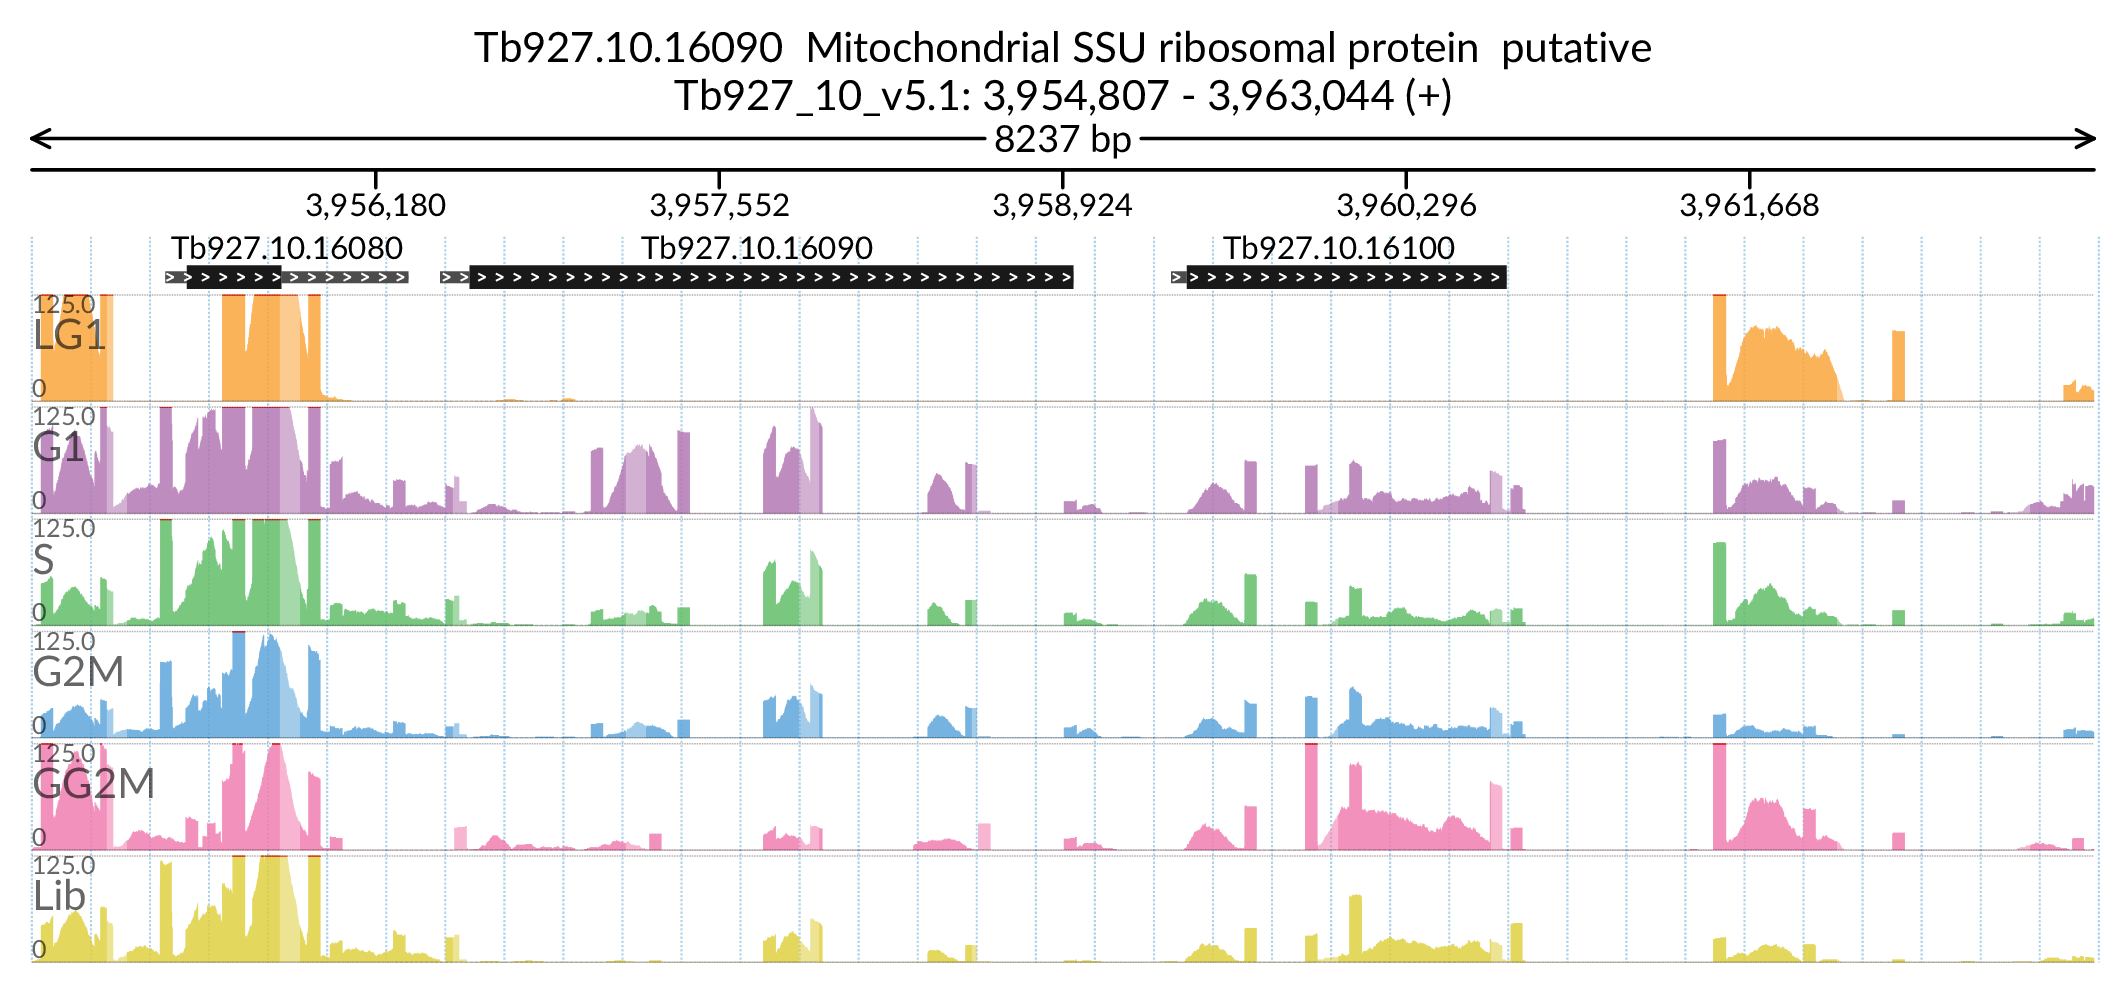 Tb927.10.16090  Mitochondrial SSU ribosomal protein  putative
Tb927_10_v5.1: 3,954,807 - 3,963,044 (+)
8237 bp
3,956,180 3,957,552 3,958,924 3,960,296 3,961,668
Tb927.10.16080 Tb927.10.16090 Tb927.10.16100
125.0
LG1
0
125.0
G1
0
125.0
S
0
125.0
G2M
0
125.0
GG2M
0
125.0
Lib
0